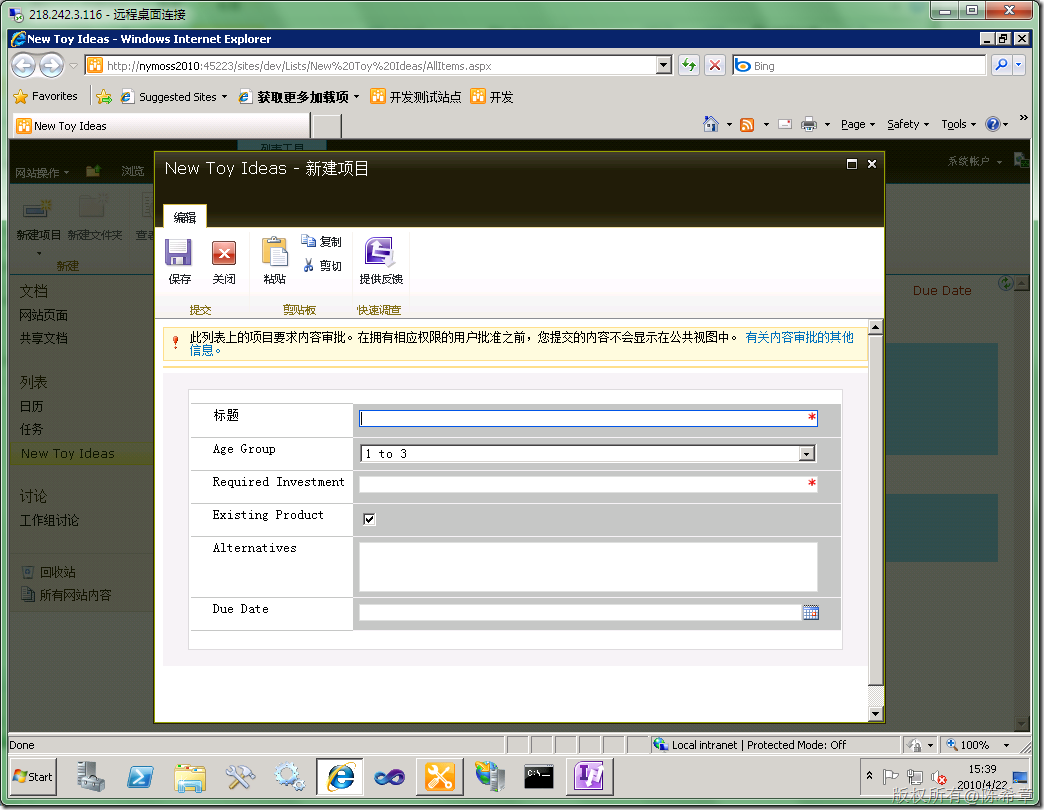 218.242.3.116 - 远程桌面连接
New Toy Ideas - Windows Internet Explorer
http://nymoss2010:45223/sites/dev/Lists/New%20Toy%20Ideas/AllItems.aspx
Bing
Favorites
Suggested Sites
获取更多加载项
开发测试站点
开发
New Toy Ideas
Page
Safety
Tools
列表工具
网站操作
浏览
系统帐户
New Toy Ideas - 新建项目
编辑
新建项目
新建文件夹
查看
新建
保存
关闭
粘贴
复制
剪切
提供反馈
提交
剪贴板
快速调查
文档
网站页面
共享文档
列表
日历
任务
New Toy Ideas
讨论
工作组讨论
回收站
所有网站内容
Due Date
此列表上的项目要求内容审批。在拥有相应权限的用户批准之前，您提交的内容不会显示在公共视图中。 有关内容审批的其他
信息。
标题 *
Age Group 1 to 3
Required Investment *
Existing Product
Alternatives
Due Date
Done
Local intranet | Protected Mode: Off
100%
Start
C:\_
15:39
2010/4/22
版权所有@陈希章